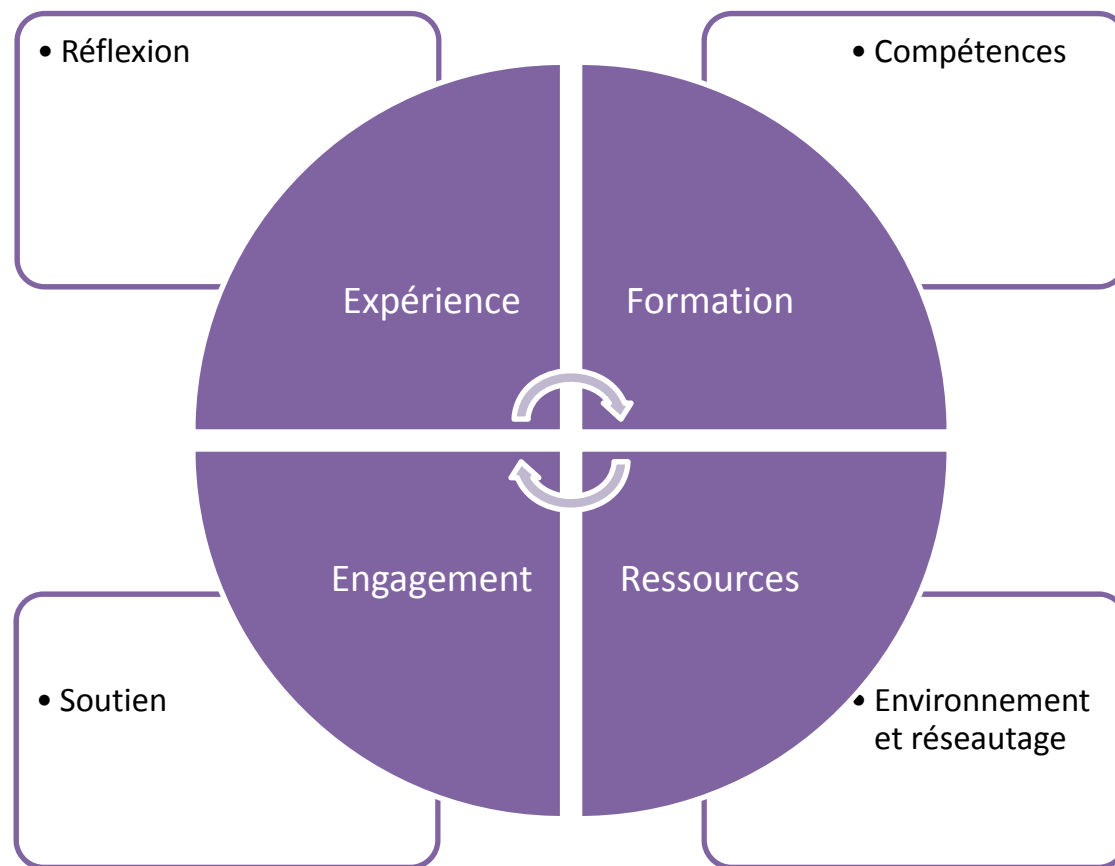 • Réflexion
• Compétences
Expérience
Formation
Engagement
Ressources
• Soutien
• Environnement
et réseautage